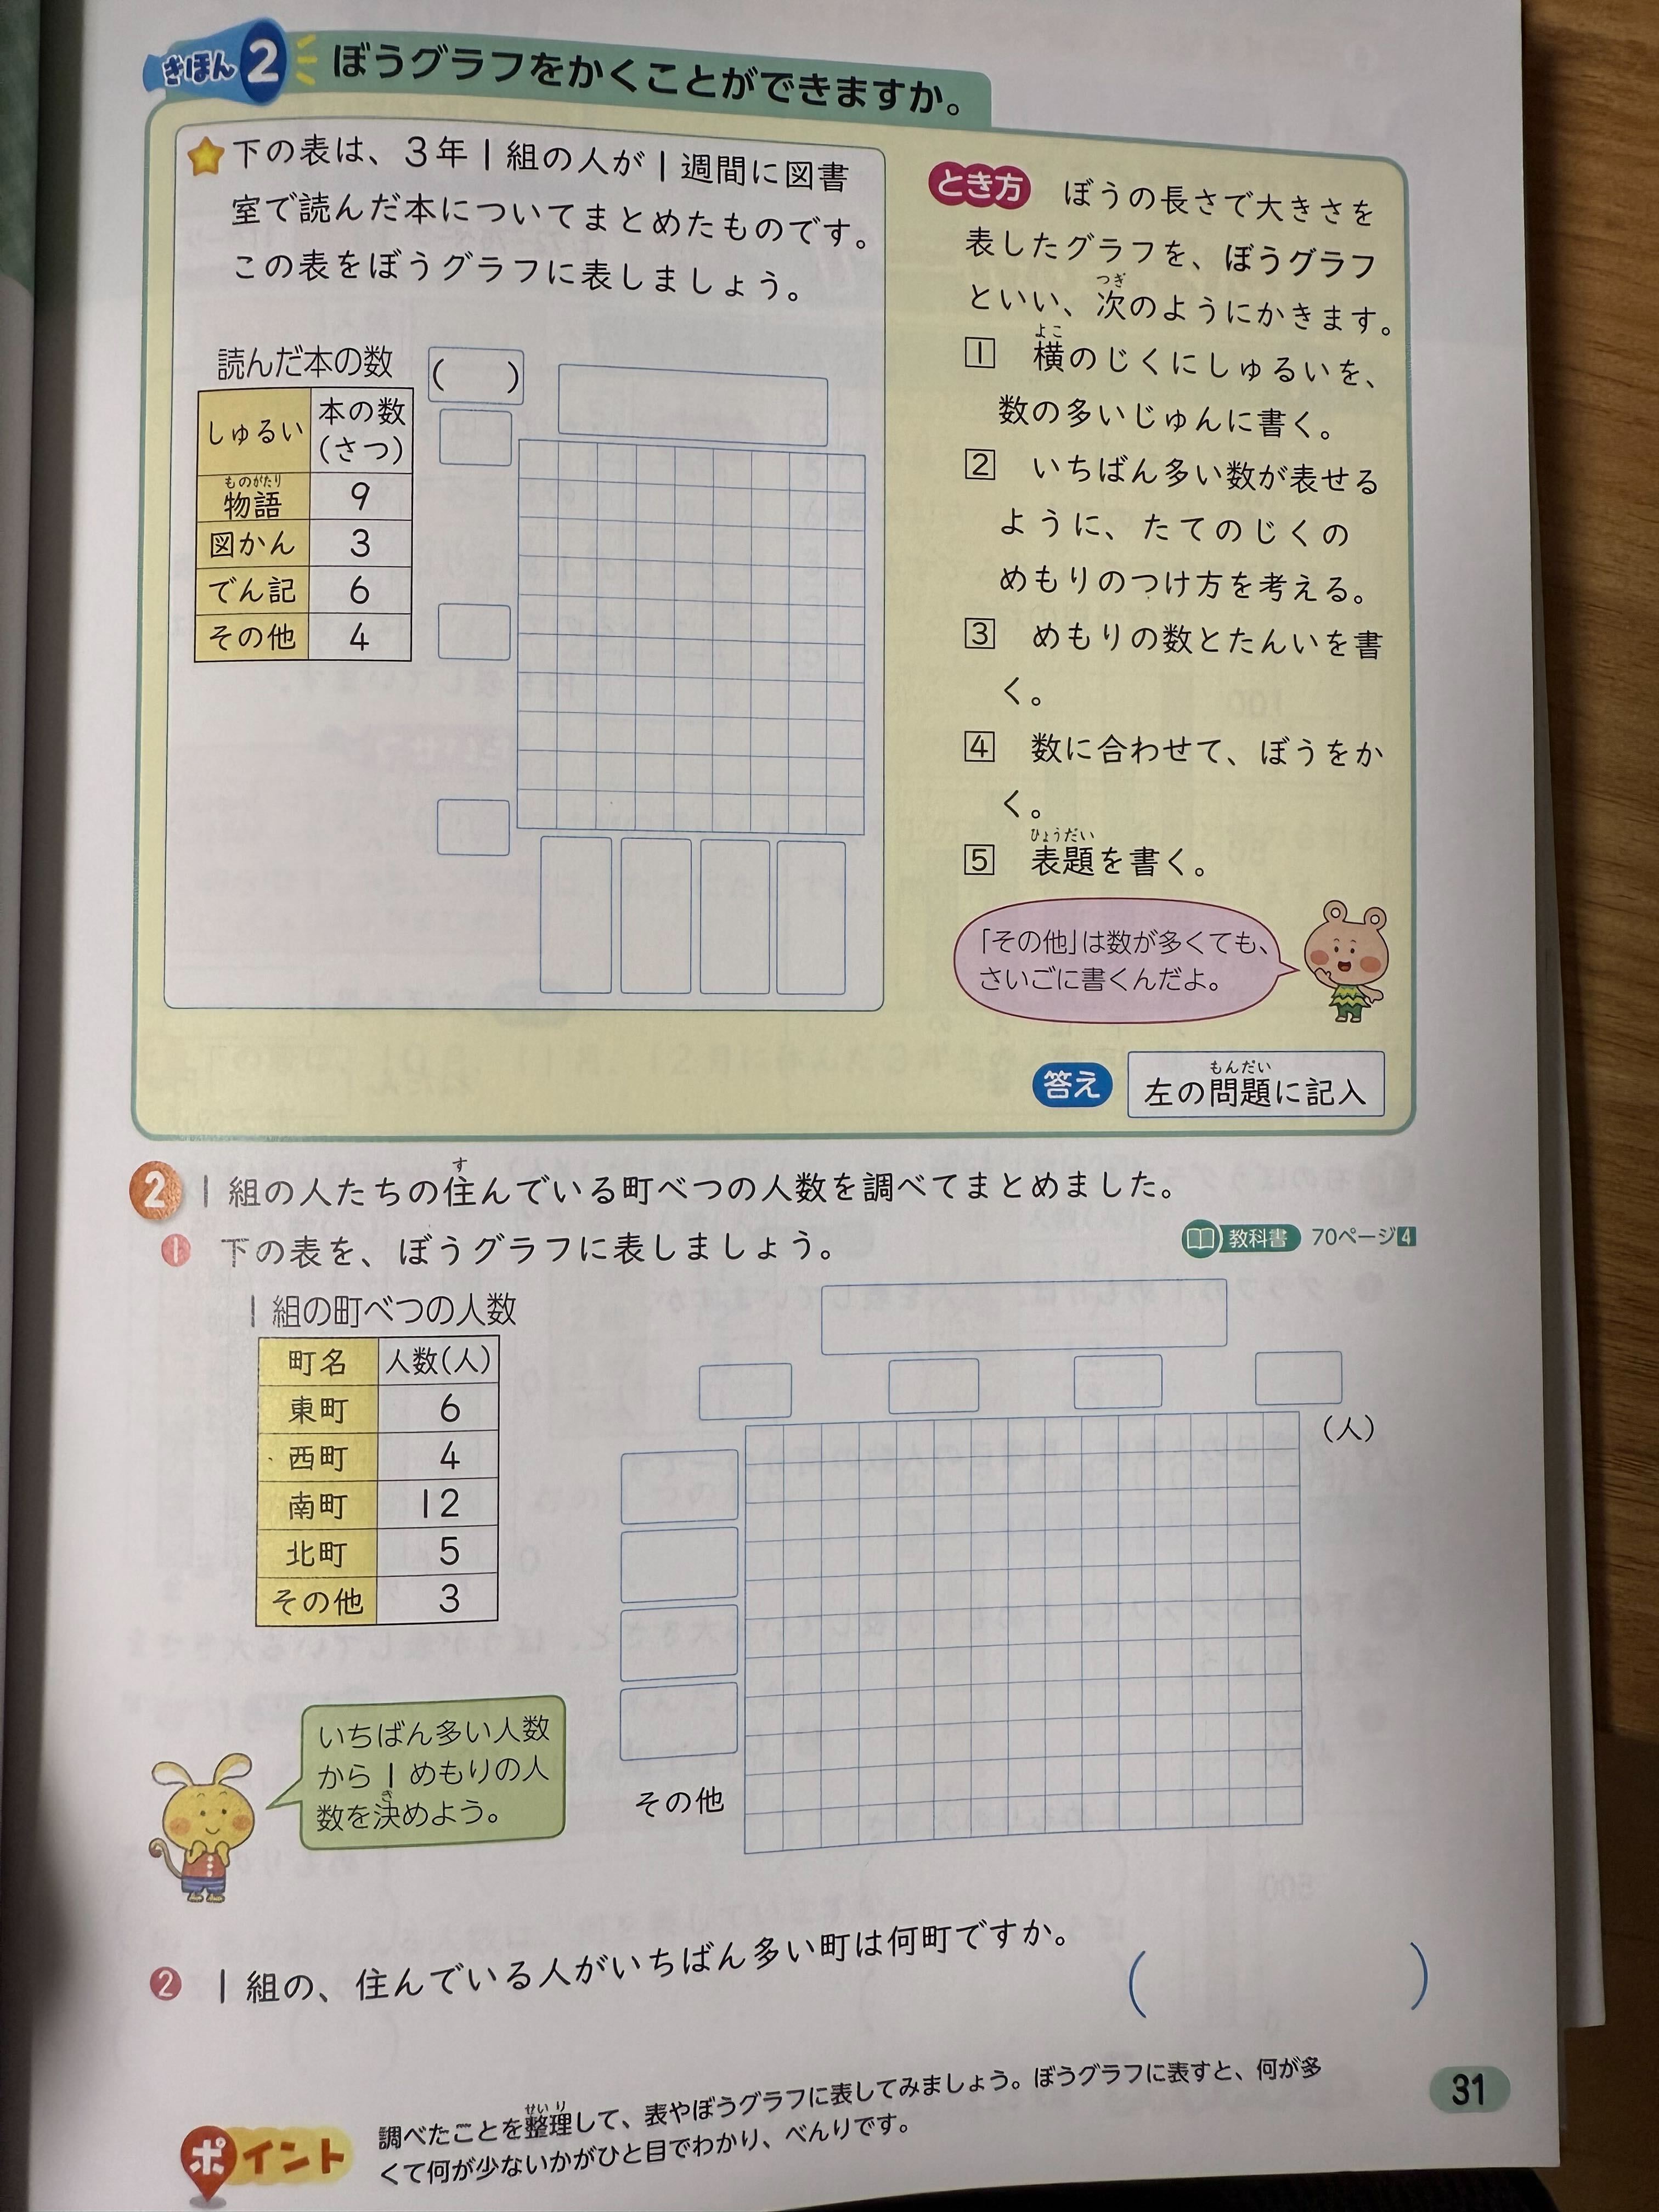 きほん 2 ぼうグラフをかくことができますか。
下の表は、3年1組の人が1週間に図書
室で読んだ本についてまとめたものです。
この表をぼうグラフに表しましょう。
読んだ本の数
しゅるい 本の数(さつ)
ものがたり
物語 9
図かん 3
でん記 6
その他 4
( )
とき方 ぼうの長さで大きさを
表したグラフを、ぼうグラフ
つぎ
といい、次のようにかきます。
よこ
1 横のじくにしゅるいを、
数の多いじゅんに書く。
2 いちばん多い数が表せる
ように、たてのじくの
めもりのつけ方を考える。
3 めもりの数とたんいを書
く。
4 数に合わせて、ぼうをか
く。
ひょうだい
5 表題を書く。
「その他」は数が多くても、
さいごに書くんだよ。
もんだい
答え 左の問題に記入
す
2 1組の人たちの住んでいる町べつの人数を調べてまとめました。
1 下の表を、ぼうグラフに表しましょう。
教科書 70ページ4
1組の町べつの人数
町名 人数(人)
東町 6
西町 4
南町 12
北町 5
その他 3
(人)
その他
いちばん多い人数
から1めもりの人
き
数を決めよう。
2 1組の、住んでいる人がいちばん多い町は何町ですか。
( )
ポイント
せいり
調べたことを整理して、表やぼうグラフに表してみましょう。ぼうグラフに表すと、何が多
くて何が少ないかがひと目でわかり、べんりです。
31